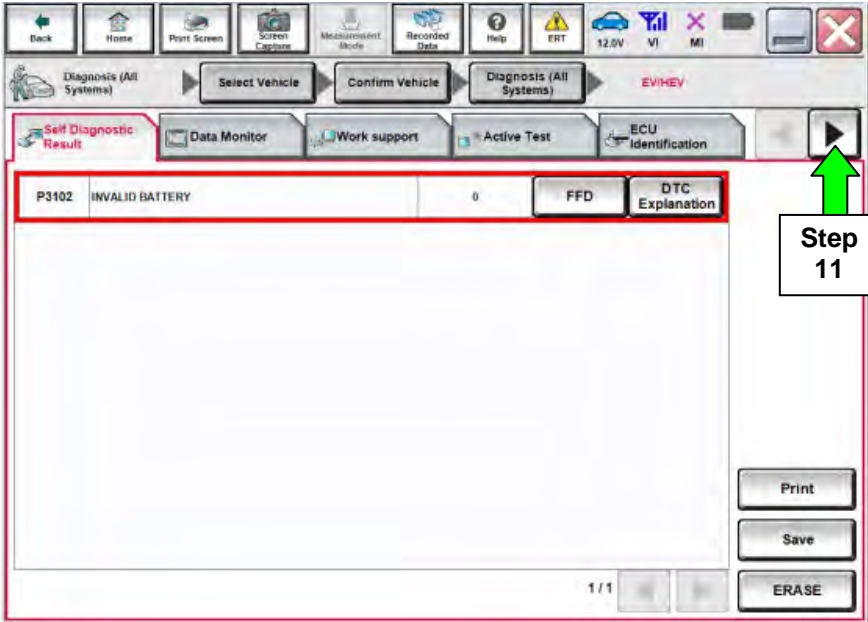 Back
Home
Print Screen
Screen
Capture
Measurement
Mode
Recorded
Data
Help
ERT
12.0V
VI
MI
Diagnosis (All
Systems)
Select Vehicle
Confirm Vehicle
Diagnosis (All
Systems)
EV/HEV
Self Diagnostic
Result
Data Monitor
Work support
Active Test
ECU
Identification
P3102 INVALID BATTERY 0 FFD
DTC
Explanation
Step
11
Print
Save
1/1
ERASE